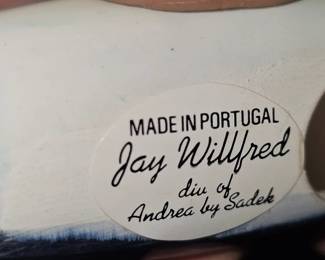 MADE IN PORTUGAL
Jay Willfred
div of
Andrea by Sadek